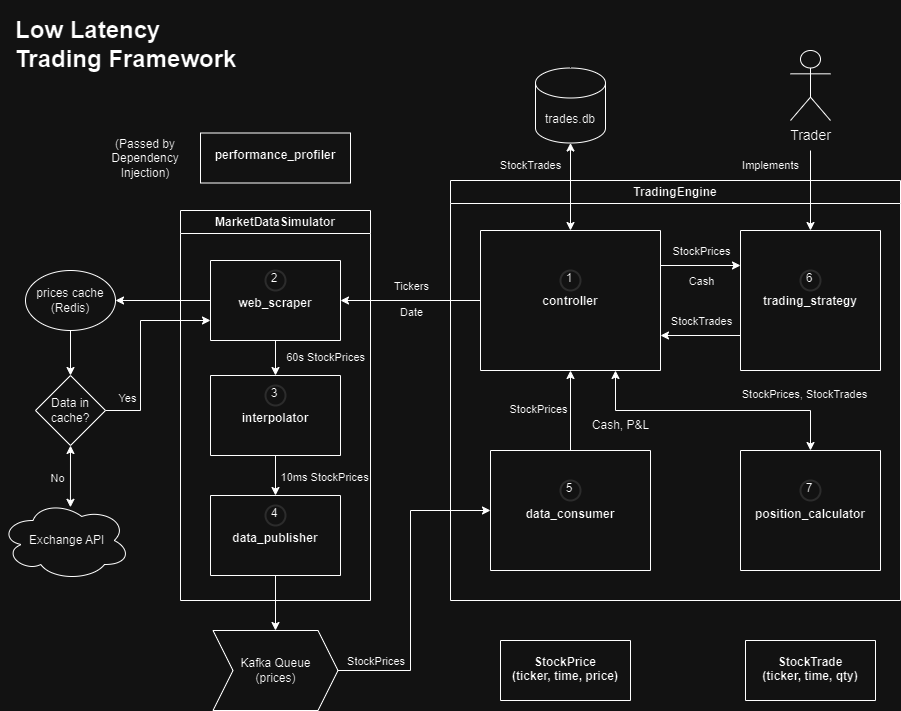 Low Latency
Trading Framework
trades.db
Trader
(Passed by
Dependency
Injection)
performance_profiler
StockTrades
Implements
TradingEngine
MarketDataSimulator
prices cache
(Redis)
2
web_scraper
Tickers
Date
1
controller
StockPrices
Cash
StockTrades
6
trading_strategy
60s StockPrices
Data in
cache?
Yes
3
interpolator
StockPrices
Cash, P&L
StockPrices, StockTrades
No
10ms StockPrices
Exchange API
4
data_publisher
5
data_consumer
7
position_calculator
Kafka Queue
(prices)
StockPrices
StockPrice
(ticker, time, price)
StockTrade
(ticker, time, qty)